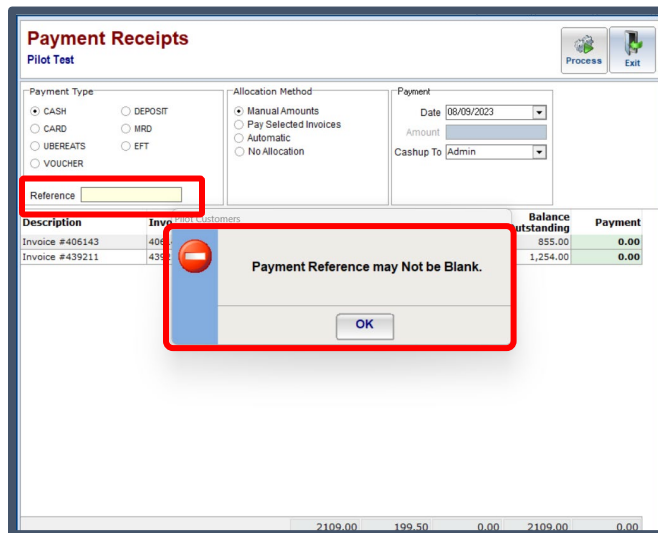 Payment Receipts
Pilot Test
Process
Exit
Payment Type
CASH
DEPOSIT
CARD
MRD
UBEREATS
EFT
VOUCHER
Reference
Allocation Method
Manual Amounts
Pay Selected Invoices
Automatic
No Allocation
Payment
Date 08/09/2023
Amount
Cashup To Admin
Description Balance Payment
Invoice #406143 855.00 0.00
Invoice #439211 1,254.00 0.00
Pilot Customers
Payment Reference may Not be Blank.
OK
2109.00 199.50 0.00 2109.00 0.00